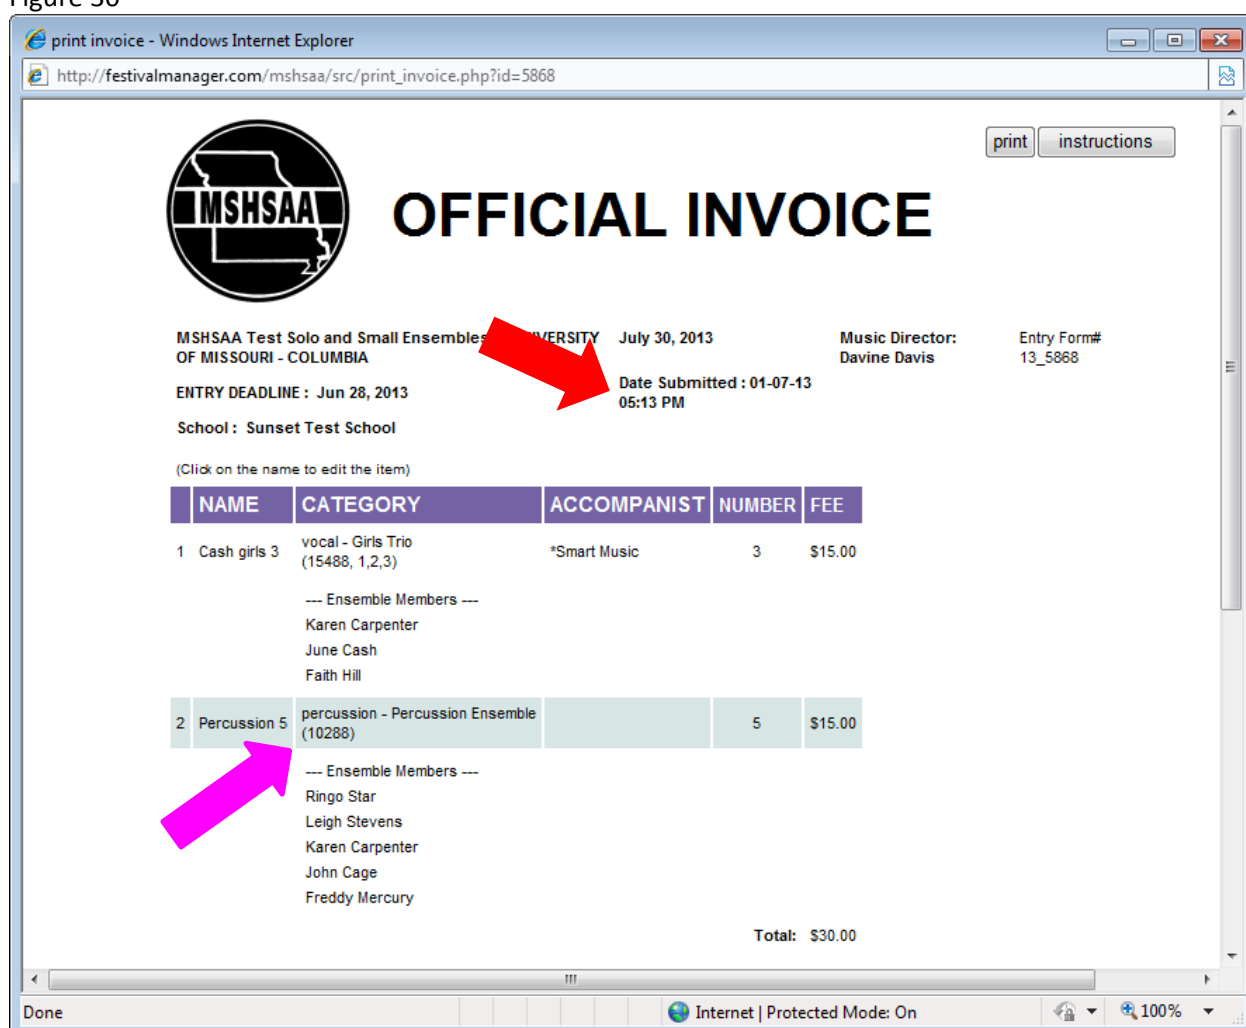 Figure 36
print invoice - Windows Internet Explorer
http://festivalmanager.com/mshsaa/src/print_invoice.php?id=5868
print instructions
MSHSAA
OFFICIAL INVOICE
MSHSAA Test Solo and Small Ensembles
OF MISSOURI - COLUMBIA
ENTRY DEADLINE : Jun 28, 2013
School : Sunset Test School
July 30, 2013
Date Submitted : 01-07-13
05:13 PM
Music Director:
Davine Davis
Entry Form#
13_5868
(Click on the name to edit the item)
NAME CATEGORY ACCOMPANIST NUMBER FEE
1 Cash girls 3 vocal - Girls Trio *Smart Music 3 $15.00
(15488, 1,2,3)
--- Ensemble Members ---
Karen Carpenter
June Cash
Faith Hill
2 Percussion 5 percussion - Percussion Ensemble 5 $15.00
(10288)
--- Ensemble Members ---
Ringo Star
Leigh Stevens
Karen Carpenter
John Cage
Freddy Mercury
Total: $30.00
Done
Internet | Protected Mode: On
100%